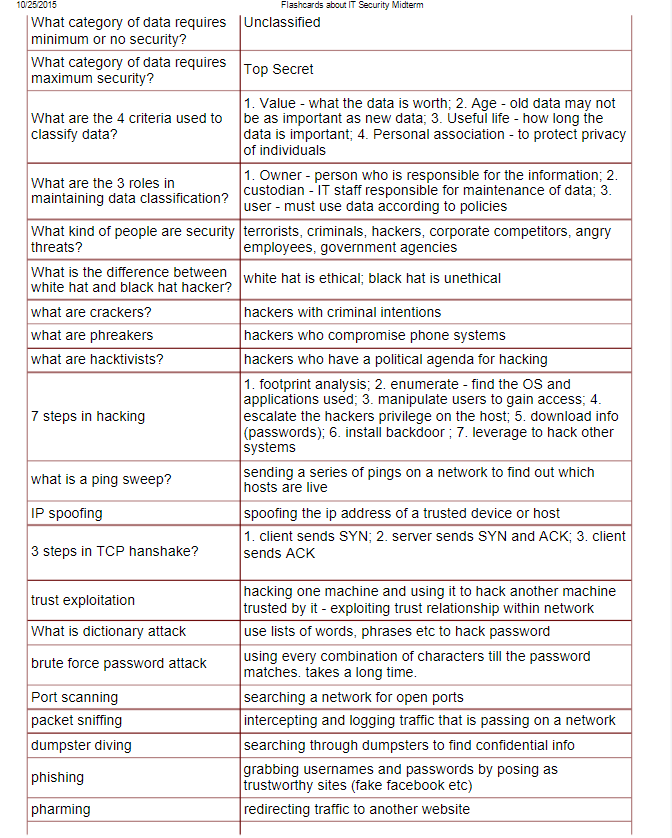 10/25/2015 Flashcards about IT Security Midterm
What category of data requires
minimum or no security?
Unclassified
What category of data requires
maximum security?
Top Secret
What are the 4 criteria used to
classify data?
1. Value - what the data is worth; 2. Age - old data may not
be as important as new data; 3. Useful life - how long the
data is important; 4. Personal association - to protect privacy
of individuals
What are the 3 roles in
maintaining data classification?
1. Owner - person who is responsible for the information; 2.
custodian - IT staff responsible for maintenance of data; 3.
user - must use data according to policies
What kind of people are security
threats?
terrorists, criminals, hackers, corporate competitors, angry
employees, government agencies
What is the difference between
white hat and black hat hacker?
white hat is ethical; black hat is unethical
what are crackers?
hackers with criminal intentions
what are phreakers
hackers who compromise phone systems
what are hacktivists?
hackers who have a political agenda for hacking
7 steps in hacking
1. footprint analysis; 2. enumerate - find the OS and
applications used; 3. manipulate users to gain access; 4.
escalate the hackers privilege on the host; 5. download info
(passwords); 6. install backdoor ; 7. leverage to hack other
systems
what is a ping sweep?
sending a series of pings on a network to find out which
hosts are live
IP spoofing
spoofing the ip address of a trusted device or host
3 steps in TCP hanshake?
1. client sends SYN; 2. server sends SYN and ACK; 3. client
sends ACK
trust exploitation
hacking one machine and using it to hack another machine
trusted by it - exploiting trust relationship within network
What is dictionary attack
use lists of words, phrases etc to hack password
brute force password attack
using every combination of characters till the password
matches. takes a long time.
Port scanning
searching a network for open ports
packet sniffing
intercepting and logging traffic that is passing on a network
dumpster diving
searching through dumpsters to find confidential info
phishing
grabbing usernames and passwords by posing as
trustworthy sites (fake facebook etc)
pharming
redirecting traffic to another website